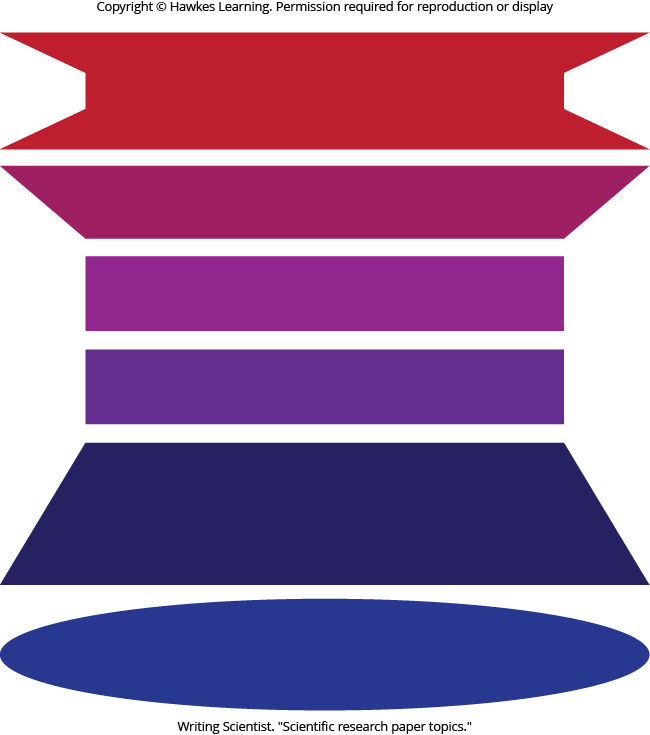 Copyright © Hawkes Learning. Permission required for reproduction or display
Writing Scientist. "Scientific research paper topics."